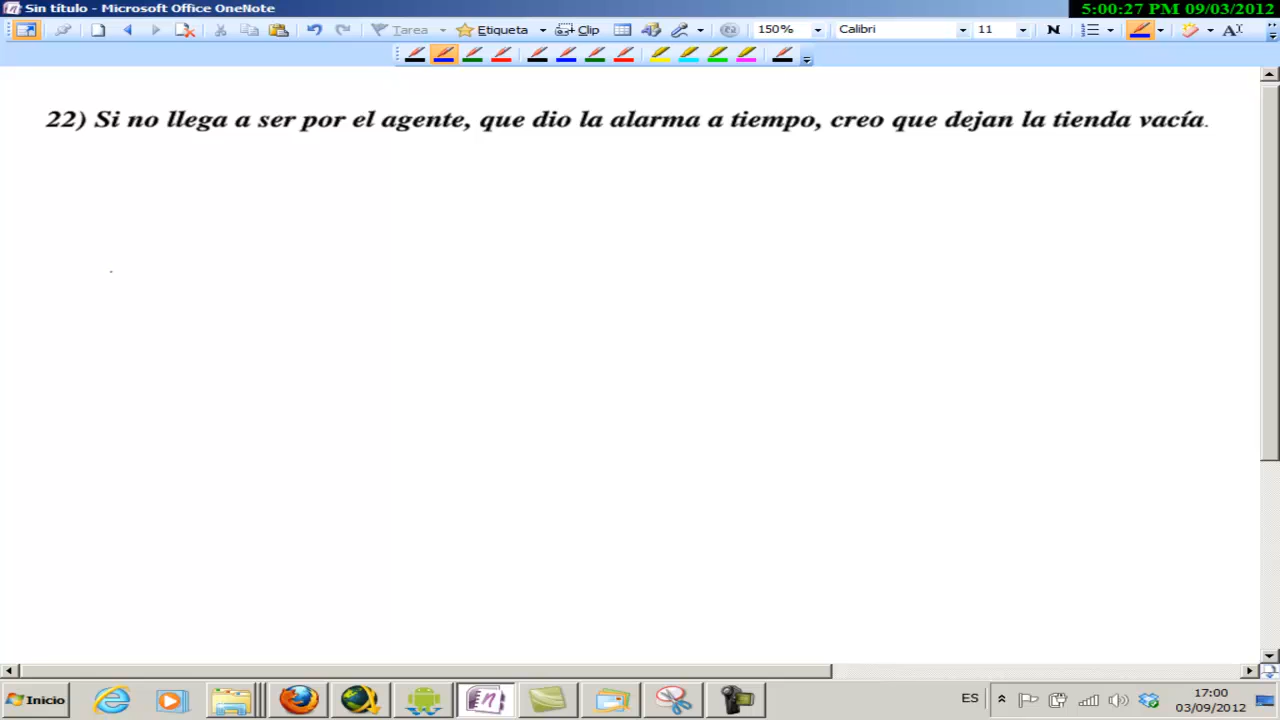 Sin título - Microsoft Office OneNote
5:00:27 PM 09/03/2012
Tarea Etiqueta Clip 150% Calibri 11 N A
22) Si no llega a ser por el agente, que dio la alarma a tiempo, creo que dejan la tienda vacía.
Inicio ES 17:00
03/09/2012